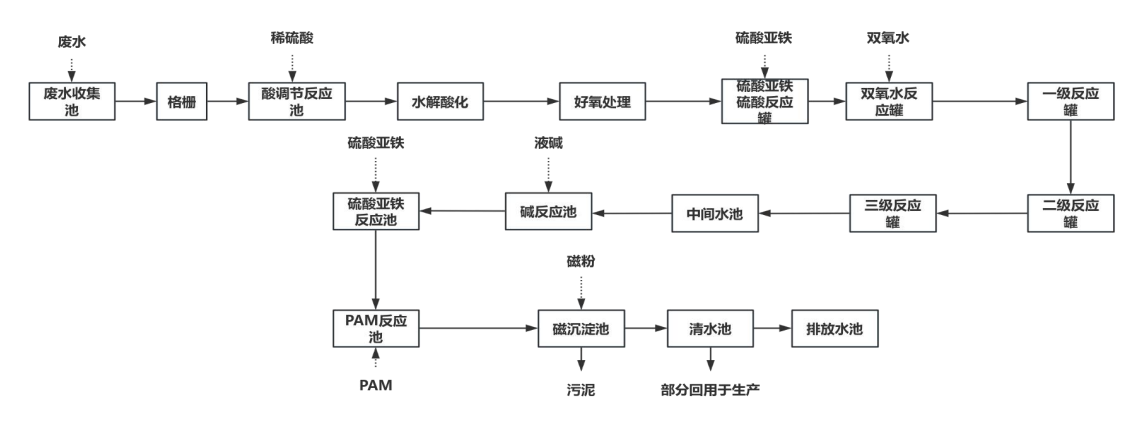 废水
稀硫酸
硫酸亚铁
双氧水
废水收集
池
格栅
酸调节反应
池
水解酸化
好氧处理
硫酸亚铁
硫酸反应
罐
双氧水反
应罐
一级反应
罐
硫酸亚铁
液碱
硫酸亚铁
反应池
碱反应池
中间水池
三级反应
罐
二级反应
罐
磁粉
PAM反应
池
磁沉淀池
清水池
排放水池
PAM
污泥
部分回用于生产